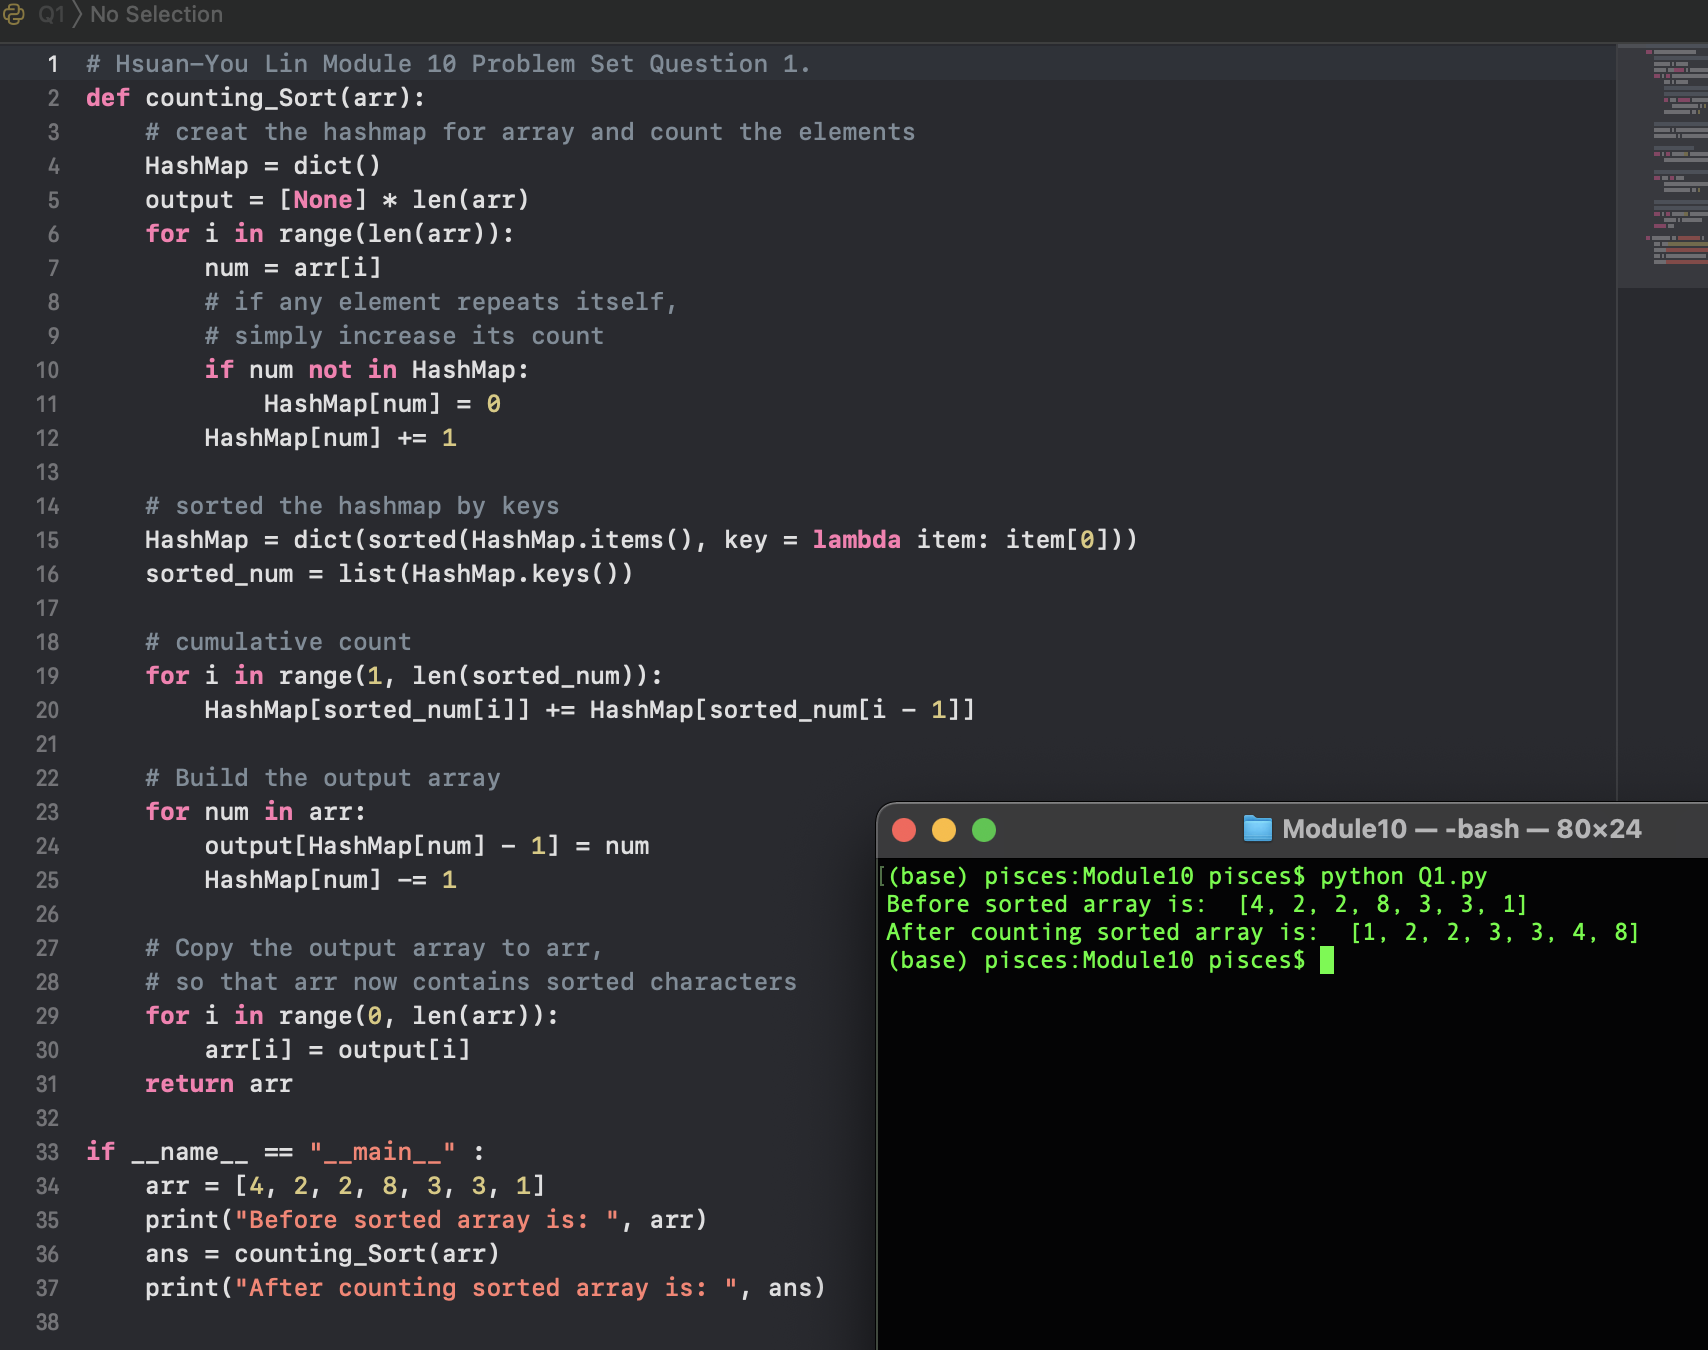 Q1 〉 No Selection
1 # Hsuan-You Lin Module 10 Problem Set Question 1.
2 def counting_Sort(arr):
3     # creat the hashmap for array and count the elements
4     HashMap = dict()
5     output = [None] * len(arr)
6     for i in range(len(arr)):
7         num = arr[i]
8         # if any element repeats itself,
9         # simply increase its count
10         if num not in HashMap:
11             HashMap[num] = 0
12         HashMap[num] += 1
13
14     # sorted the hashmap by keys
15     HashMap = dict(sorted(HashMap.items(), key = lambda item: item[0]))
16     sorted_num = list(HashMap.keys())
17
18     # cumulative count
19     for i in range(1, len(sorted_num)):
20         HashMap[sorted_num[i]] += HashMap[sorted_num[i - 1]]
21
22     # Build the output array
23     for num in arr:
24         output[HashMap[num] - 1] = num
25         HashMap[num] -= 1
26
27     # Copy the output array to arr,
28     # so that arr now contains sorted characters
29     for i in range(0, len(arr)):
30         arr[i] = output[i]
31     return arr
32
33 if __name__ == "__main__" :
34     arr = [4, 2, 2, 8, 3, 3, 1]
35     print("Before sorted array is: ", arr)
36     ans = counting_Sort(arr)
37     print("After counting sorted array is: ", ans)
38
Module10 — -bash — 80×24
[(base) pisces:Module10 pisces$ python Q1.py
Before sorted array is:  [4, 2, 2, 8, 3, 3, 1]
After counting sorted array is:  [1, 2, 2, 3, 3, 4, 8]
(base) pisces:Module10 pisces$